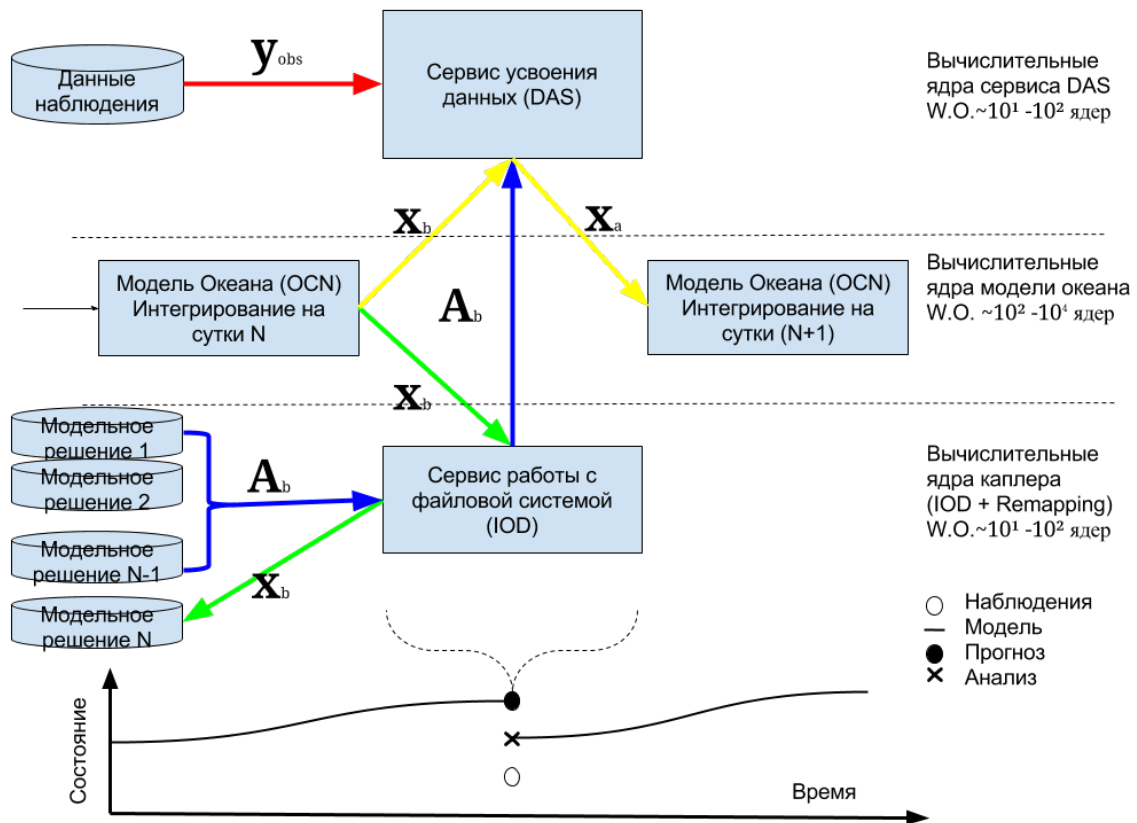 Данные
наблюдения
y obs
Сервис усвоения
данных (DAS)
Вычислительные
ядра сервиса DAS
W.O.~10¹ -10² ядер
x b
x a
Модель Океана (OCN)
Интегрирование на
сутки N
A b
Модель Океана (OCN)
Интегрирование на
сутки (N+1)
Вычислительные
ядра модели океана
W.O. ~10² -10⁴ ядер
x b
Модельное
решение 1
Модельное
решение 2
Модельное
решение N-1
Модельное
решение N
A b
x b
Сервис работы с
файловой системой
(IOD)
Вычислительные
ядра каплера
(IOD + Remapping)
W.O.~10¹ -10² ядер
Наблюдения
Модель
Прогноз
Анализ
Состояние
Время